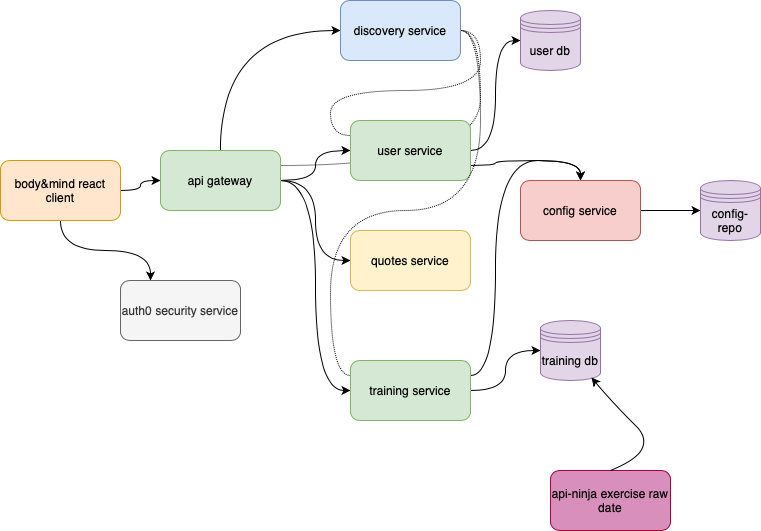 discovery service
user db
user service
body&mind react
client
api gateway
config service
config-
repo
quotes service
auth0 security service
training db
training service
api-ninja exercise raw
date